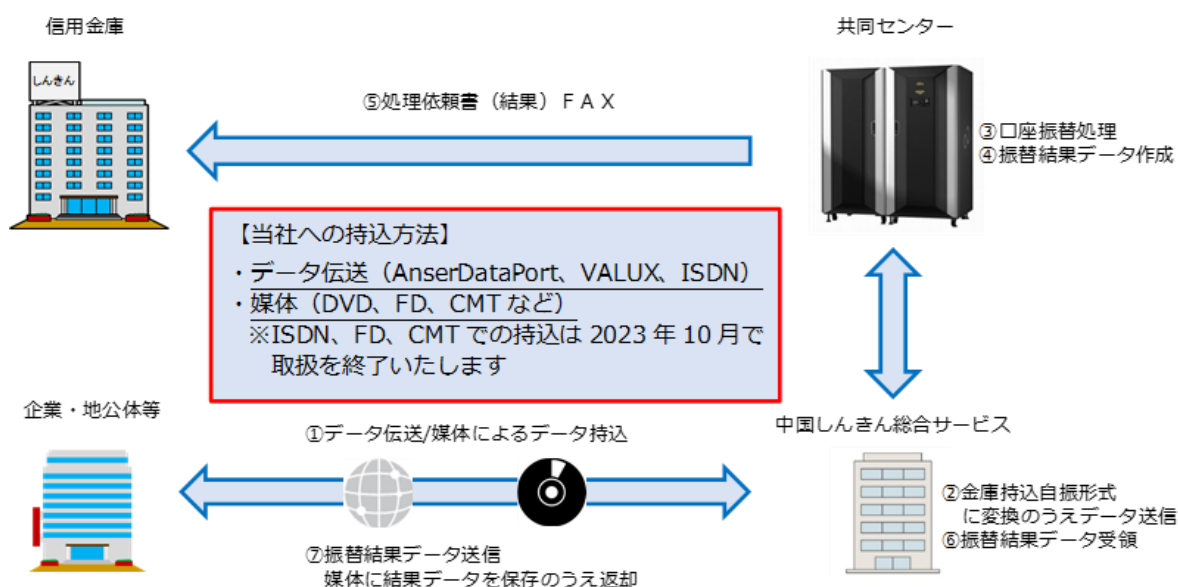 信用金庫
共同センター
しんきん
⑤処理依頼書（結果）ＦＡＸ
③口座振替処理
④振替結果データ作成
【当社への持込方法】
・データ伝送（AnserDataPort、VALUX、ISDN）
・媒体（DVD、FD、CMTなど）
※ISDN、FD、CMTでの持込は 2023 年 10 月で
取扱を終了いたします
企業・地公体等
①データ伝送/媒体によるデータ持込
中国しんきん総合サービス
②金庫持込自振形式
に変換のうえデータ送信
⑥振替結果データ受領
⑦振替結果データ送信
媒体に結果データを保存のうえ返却